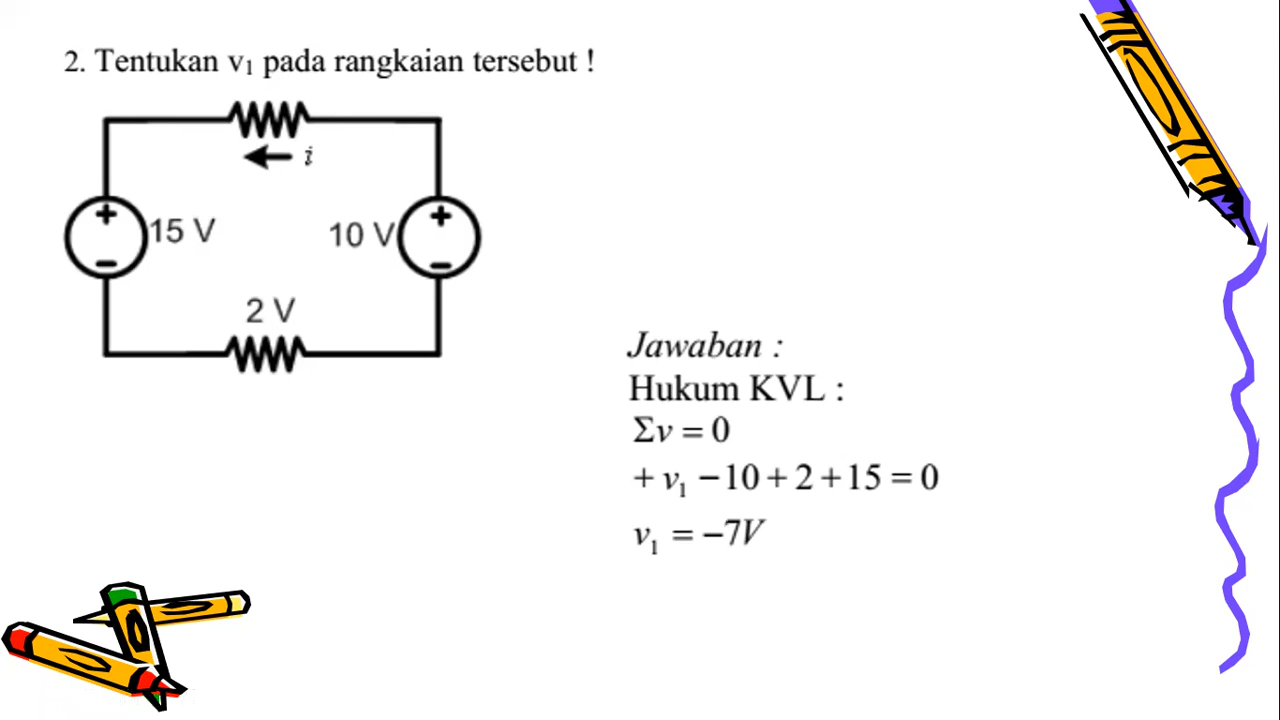 2. Tentukan v₁ pada rangkaian tersebut !
i
+
+
15 V
10 V
−
−
2 V
Jawaban :
Hukum KVL :
Σv = 0
+ v₁ − 10 + 2 + 15 = 0
v₁ = −7V